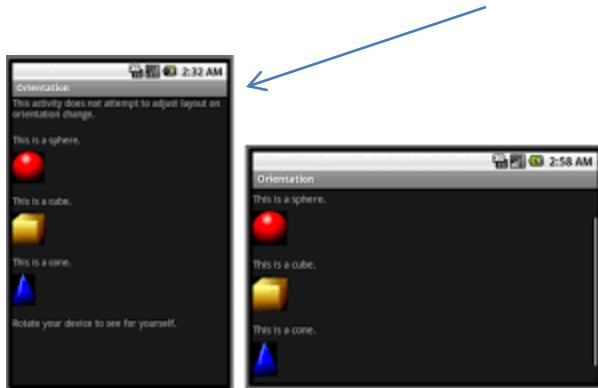 2:32 AM
Orientation
This activity does not attempt to adjust layout on
orientation change.
This is a sphere.
This is a cube.
This is a cone.
Rotate your device to see for yourself.
2:58 AM
Orientation
This is a sphere.
This is a cube.
This is a cone.